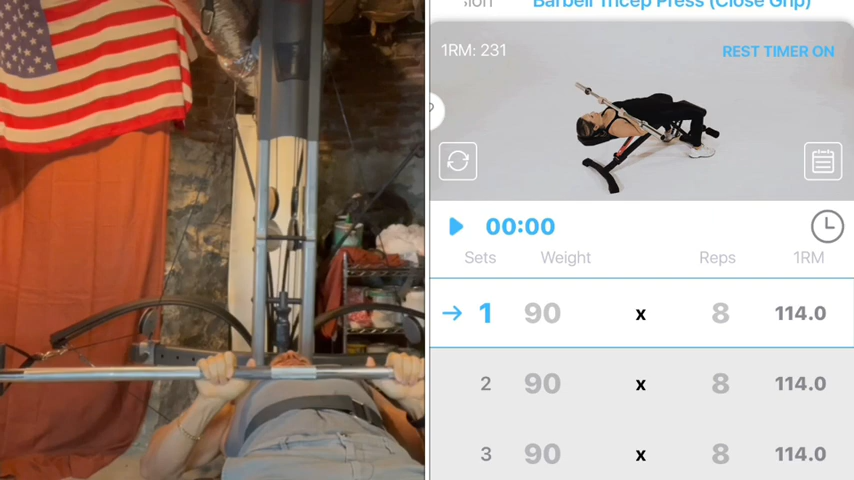 Barbell Tricep Press (Close Grip)
1RM: 231
REST TIMER ON
00:00
Sets Weight Reps 1RM
1 90 x 8 114.0
2 90 x 8 114.0
3 90 x 8 114.0